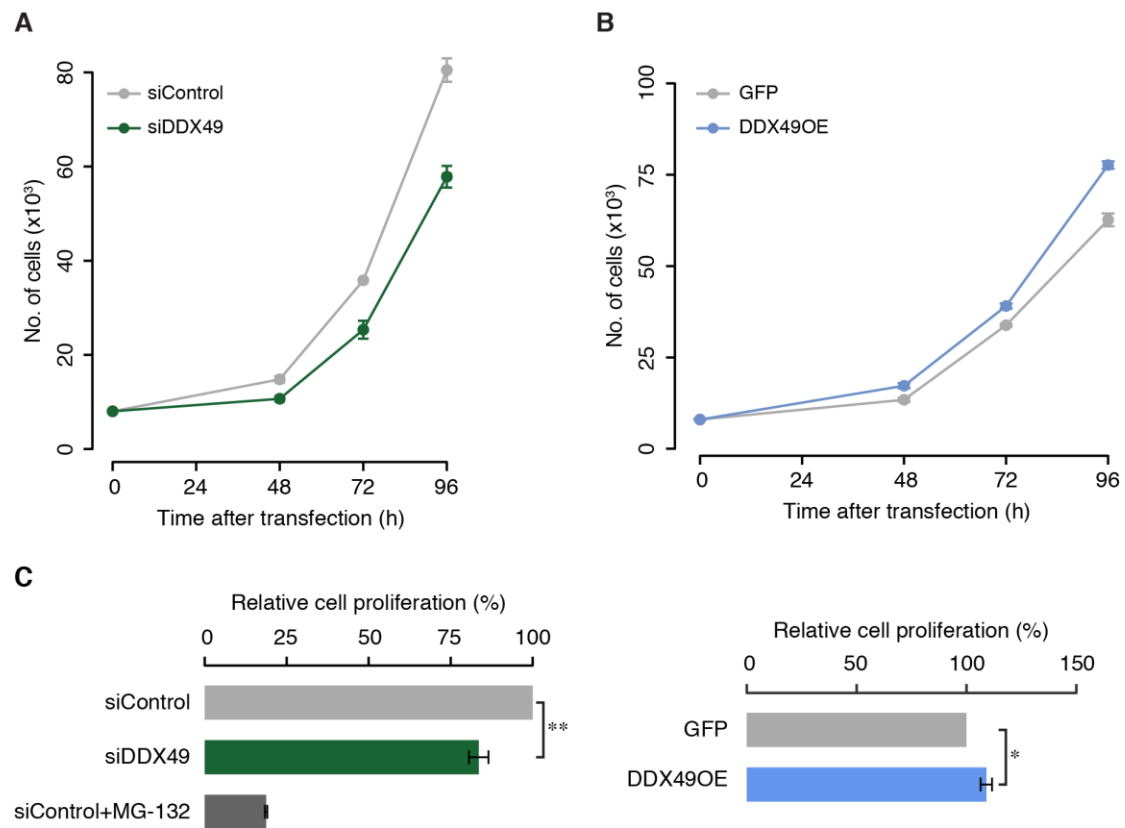 A
80
60
40
20
0
No. of cells (x10³)
siControl
siDDX49
0 24 48 72 96
Time after transfection (h)
B
100
75
50
25
0
No. of cells (x10³)
GFP
DDX49OE
0 24 48 72 96
Time after transfection (h)
C
Relative cell proliferation (%)
0 25 50 75 100
siControl
**
siDDX49
siControl+MG-132
Relative cell proliferation (%)
0 50 100 150
GFP
*
DDX49OE